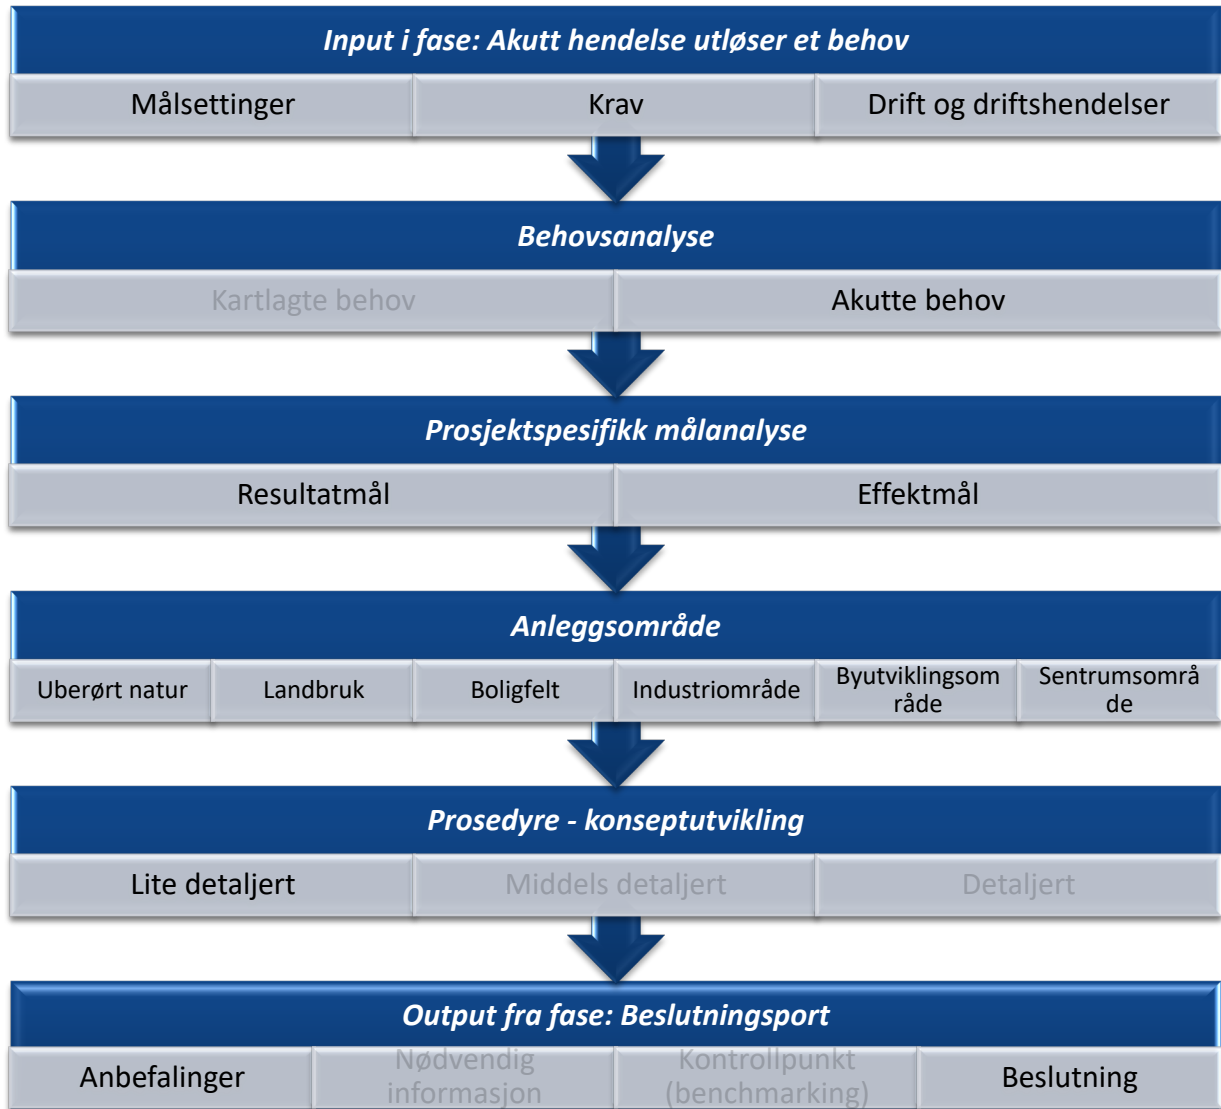 Input i fase: Akutt hendelse utløser et behov
Målsettinger
Krav
Drift og driftshendelser
Behovsanalyse
Kartlagte behov
Akutte behov
Prosjektspesifikk målanalyse
Resultatmål
Effektmål
Anleggsområde
Uberørt natur
Landbruk
Boligfelt
Industriområde
Byutviklingsom
råde
Sentrumsområ
de
Prosedyre - konseptutvikling
Lite detaljert
Middels detaljert
Detaljert
Output fra fase: Beslutningsport
Anbefalinger
Nødvendig
informasjon
Kontrollpunkt
(benchmarking)
Beslutning